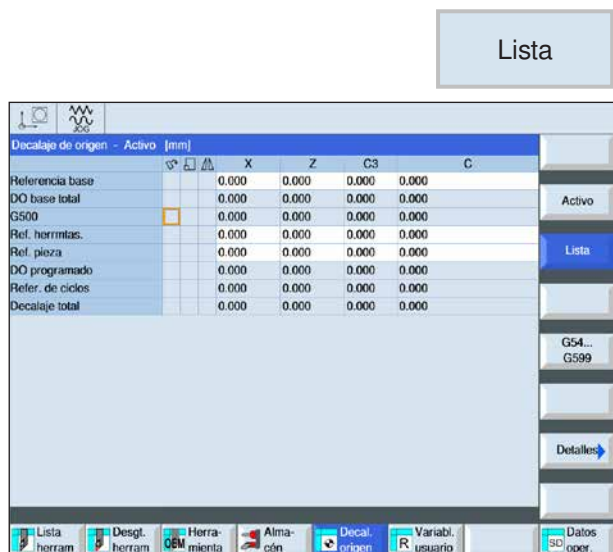 Lista
JOG
Decalaje de origen - Activo [mm]
X Z C3 C
Referencia base 0.000 0.000 0.000 0.000
DO base total 0.000 0.000 0.000 0.000
G500 0.000 0.000 0.000 0.000
Ref. herrmtas. 0.000 0.000 0.000 0.000
Ref. pieza 0.000 0.000 0.000 0.000
DO programado 0.000 0.000 0.000 0.000
Refer. de ciclos 0.000 0.000 0.000 0.000
Decalaje total 0.000 0.000 0.000 0.000
Activo
Lista
G54...
G599
Detalles
Lista
herram
Desgt.
herram
OEM Herra-
mienta
Alma-
cén
Decal.
origen
R Variabl.
usuario
SD Datos
oper.